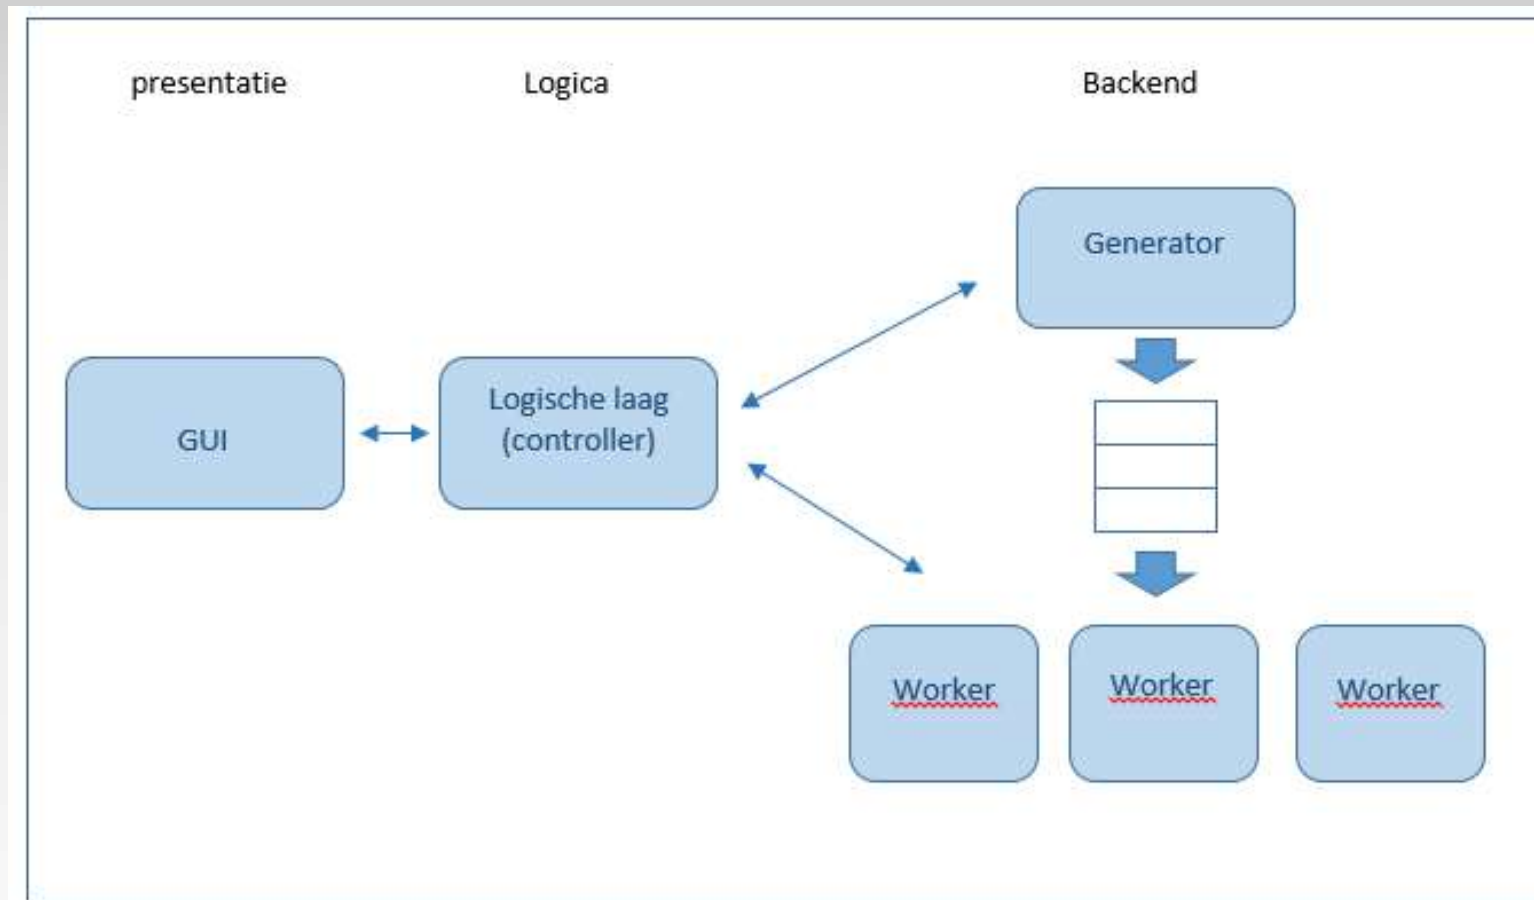 presentatie
Logica
Backend
Generator
GUI
Logische laag
(controller)
Worker
Worker
Worker